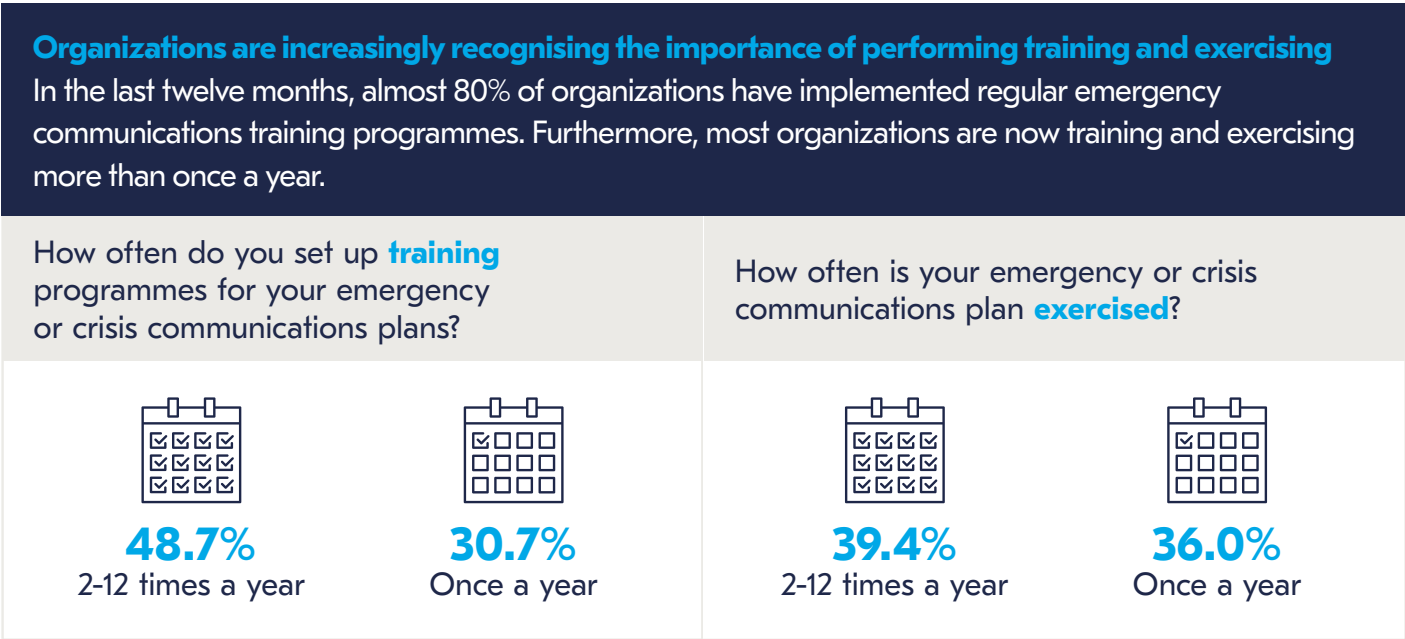 Organizations are increasingly recognising the importance of performing training and exercising
In the last twelve months, almost 80% of organizations have implemented regular emergency
communications training programmes. Furthermore, most organizations are now training and exercising
more than once a year.
How often do you set up training
programmes for your emergency
or crisis communications plans?
How often is your emergency or crisis
communications plan exercised?
48.7%
2-12 times a year
30.7%
Once a year
39.4%
2-12 times a year
36.0%
Once a year